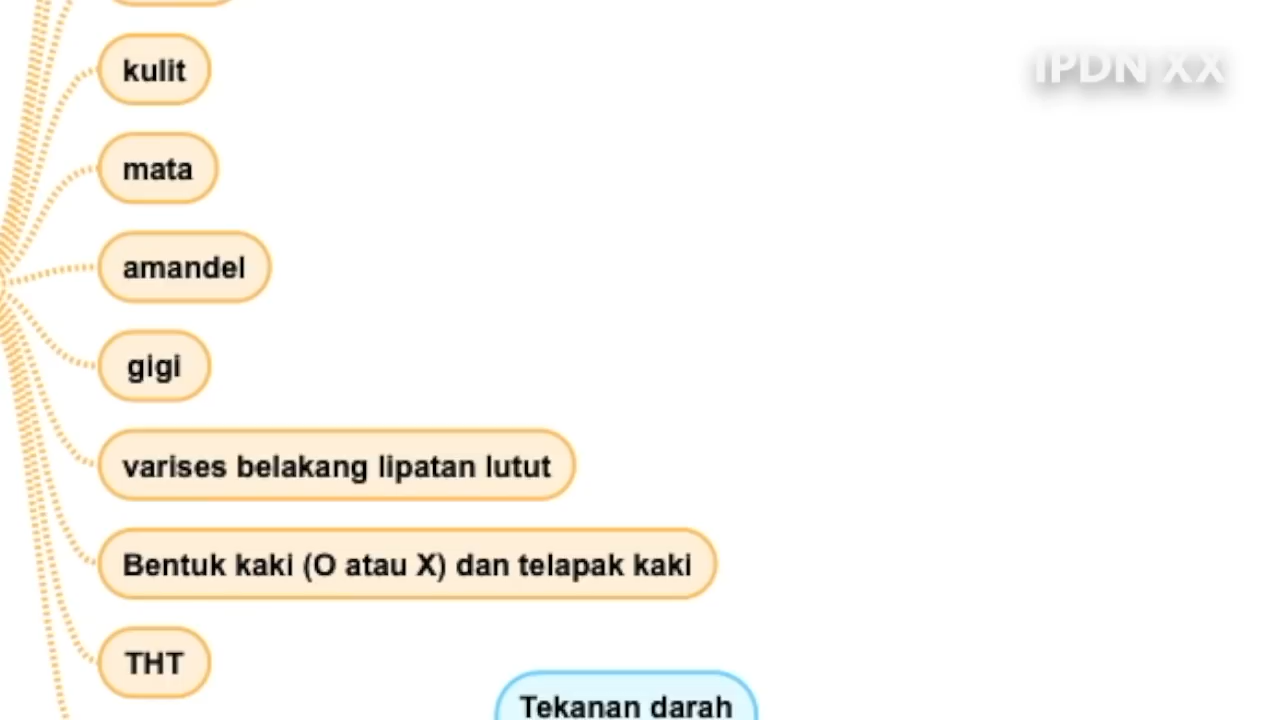 IPDN XX
kulit
mata
amandel
gigi
varises belakang lipatan lutut
Bentuk kaki (O atau X) dan telapak kaki
THT
Tekanan darah